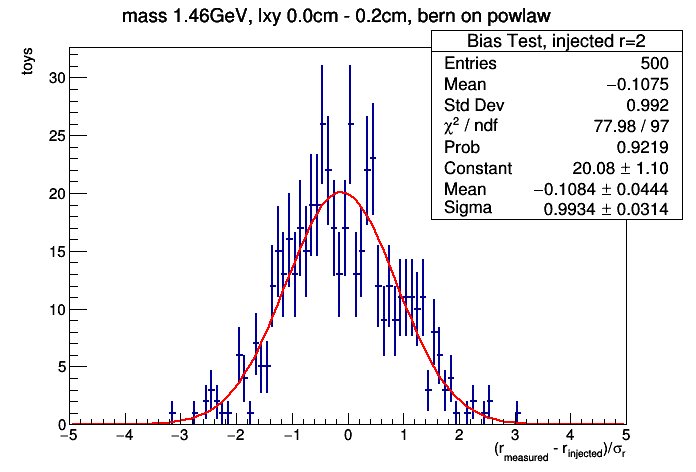 mass 1.46GeV, lxy 0.0cm - 0.2cm, bern on powlaw
toys
Bias Test, injected r=2
Entries 500
Mean −0.1075
Std Dev 0.992
χ² / ndf 77.98 / 97
Prob 0.9219
Constant 20.08 ± 1.10
Mean −0.1084 ± 0.0444
Sigma 0.9934 ± 0.0314
30
25
20
15
10
5
0
−5 −4 −3 −2 −1 0 1 2 3 4 5
(r_measured - r_injected)/σ_r